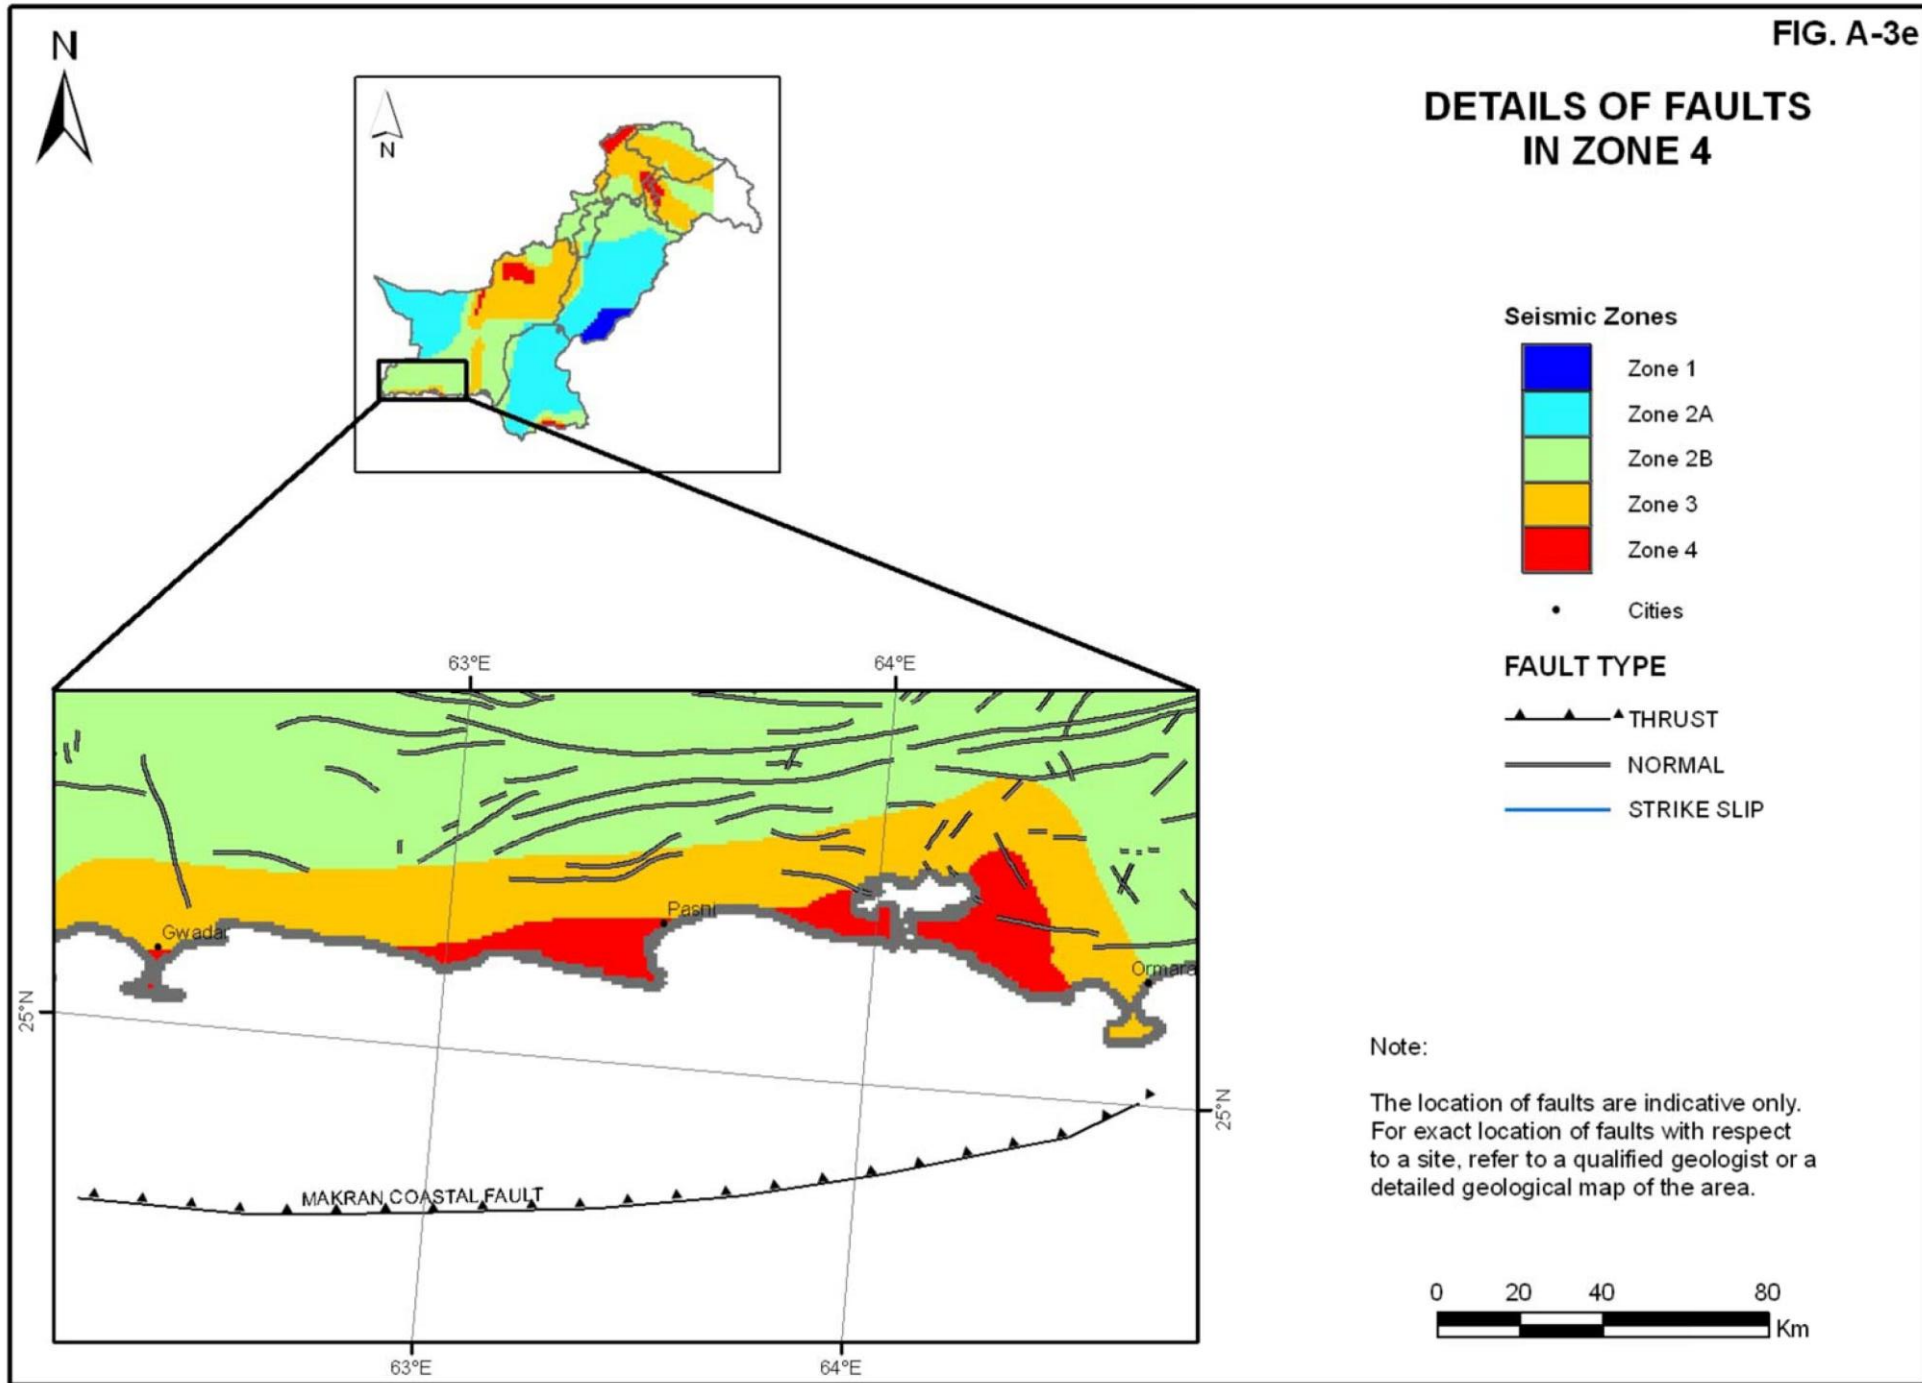 FIG. A-3e
N
DETAILS OF FAULTS
IN ZONE 4
N
Seismic Zones
Zone 1
Zone 2A
Zone 2B
Zone 3
Zone 4
Cities
FAULT TYPE
THRUST
NORMAL
STRIKE SLIP
63°E
64°E
Gwadar
Pasni
Ormara
25°N
25°N
MAKRAN COASTAL FAULT
63°E
64°E
Note:
The location of faults are indicative only.
For exact location of faults with respect
to a site, refer to a qualified geologist or a
detailed geological map of the area.
0 20 40 80
Km